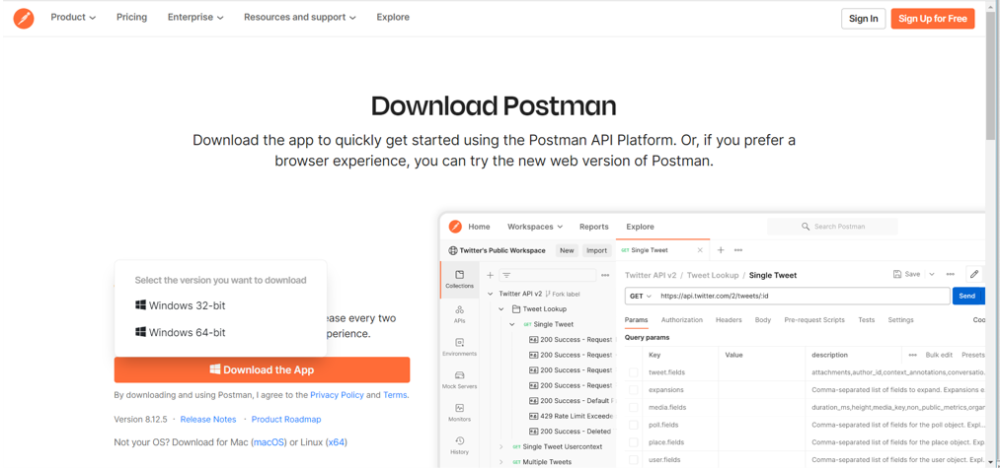 Product
Pricing
Enterprise
Resources and support
Explore
Sign In
Sign Up for Free
Download Postman
Download the app to quickly get started using the Postman API Platform. Or, if you prefer a
browser experience, you can try the new web version of Postman.
Select the version you want to download
Windows 32-bit
Windows 64-bit
ease every two
perience.
Download the App
By downloading and using Postman, I agree to the Privacy Policy and Terms.
Version 8.12.5 · Release Notes · Product Roadmap
Not your OS? Download for Mac (macOS) or Linux (x64)
Home
Workspaces
Reports
Explore
Search Postman
Twitter's Public Workspace
New
Import
GET Single Tweet
Collections
APIs
Environments
Mock Servers
Monitors
History
Twitter API v2
Fork label
Tweet Lookup
GET Single Tweet
200 Success - Request
200 Success - Request
200 Success - Request
200 Success - Request
200 Success - Default
429 Rate Limit Exceede
200 Success - Deleted
GET Single Tweet Usercontext
GET Multiple Tweets
Twitter API v2 / Tweet Lookup / Single Tweet
Save
GET
https://api.twitter.com/2/tweets/:id
Send
Params
Authorization
Headers
Body
Pre-request Scripts
Tests
Settings
Coo
Query params
Key
Value
description
Bulk edit
Presets
tweet.fields
attachments,author_id,context_annotations,conversatio...
expansions
Comma-separated list of fields to expand. Expansions e
media.fields
duration_ms,height,media_key,non_public_metrics,organ
poll.fields
Comma-separated list of fields for the poll object. Expl...
place.fields
Comma-separated list of fields for the place object. Ex...
user.fields
Comma-separated list of fields for the user object. Exp...